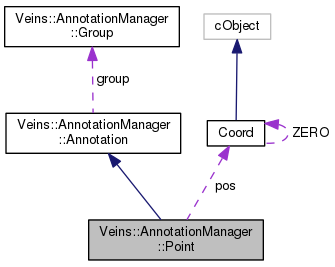 Veins::AnnotationManager
::Group
cObject
group
Veins::AnnotationManager
::Annotation
Coord
ZERO
pos
Veins::AnnotationManager
::Point